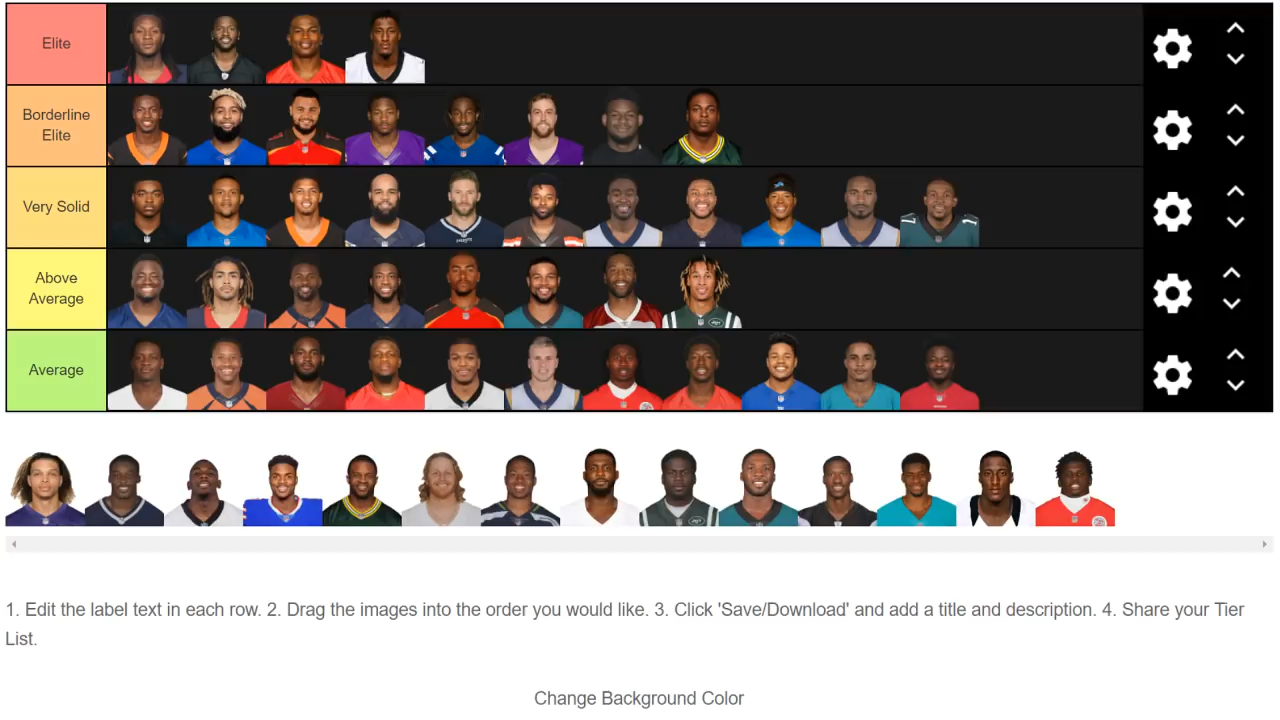 Elite
Borderline
Elite
Very Solid
Above
Average
Average
1. Edit the label text in each row. 2. Drag the images into the order you would like. 3. Click 'Save/Download' and add a title and description. 4. Share your Tier
List.
Change Background Color